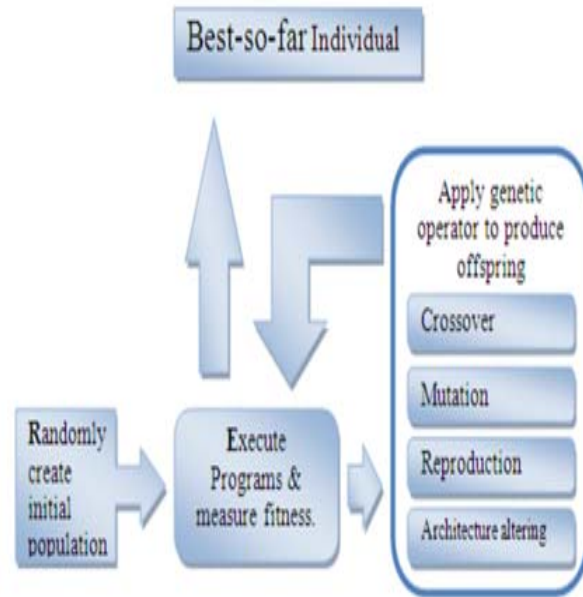 Best-so-far Individual
Apply genetic
operator to produce
offspring
Crossover
Mutation
Reproduction
Architecture altering
Randomly
create
initial
population
Execute
Programs &
measure fitness.